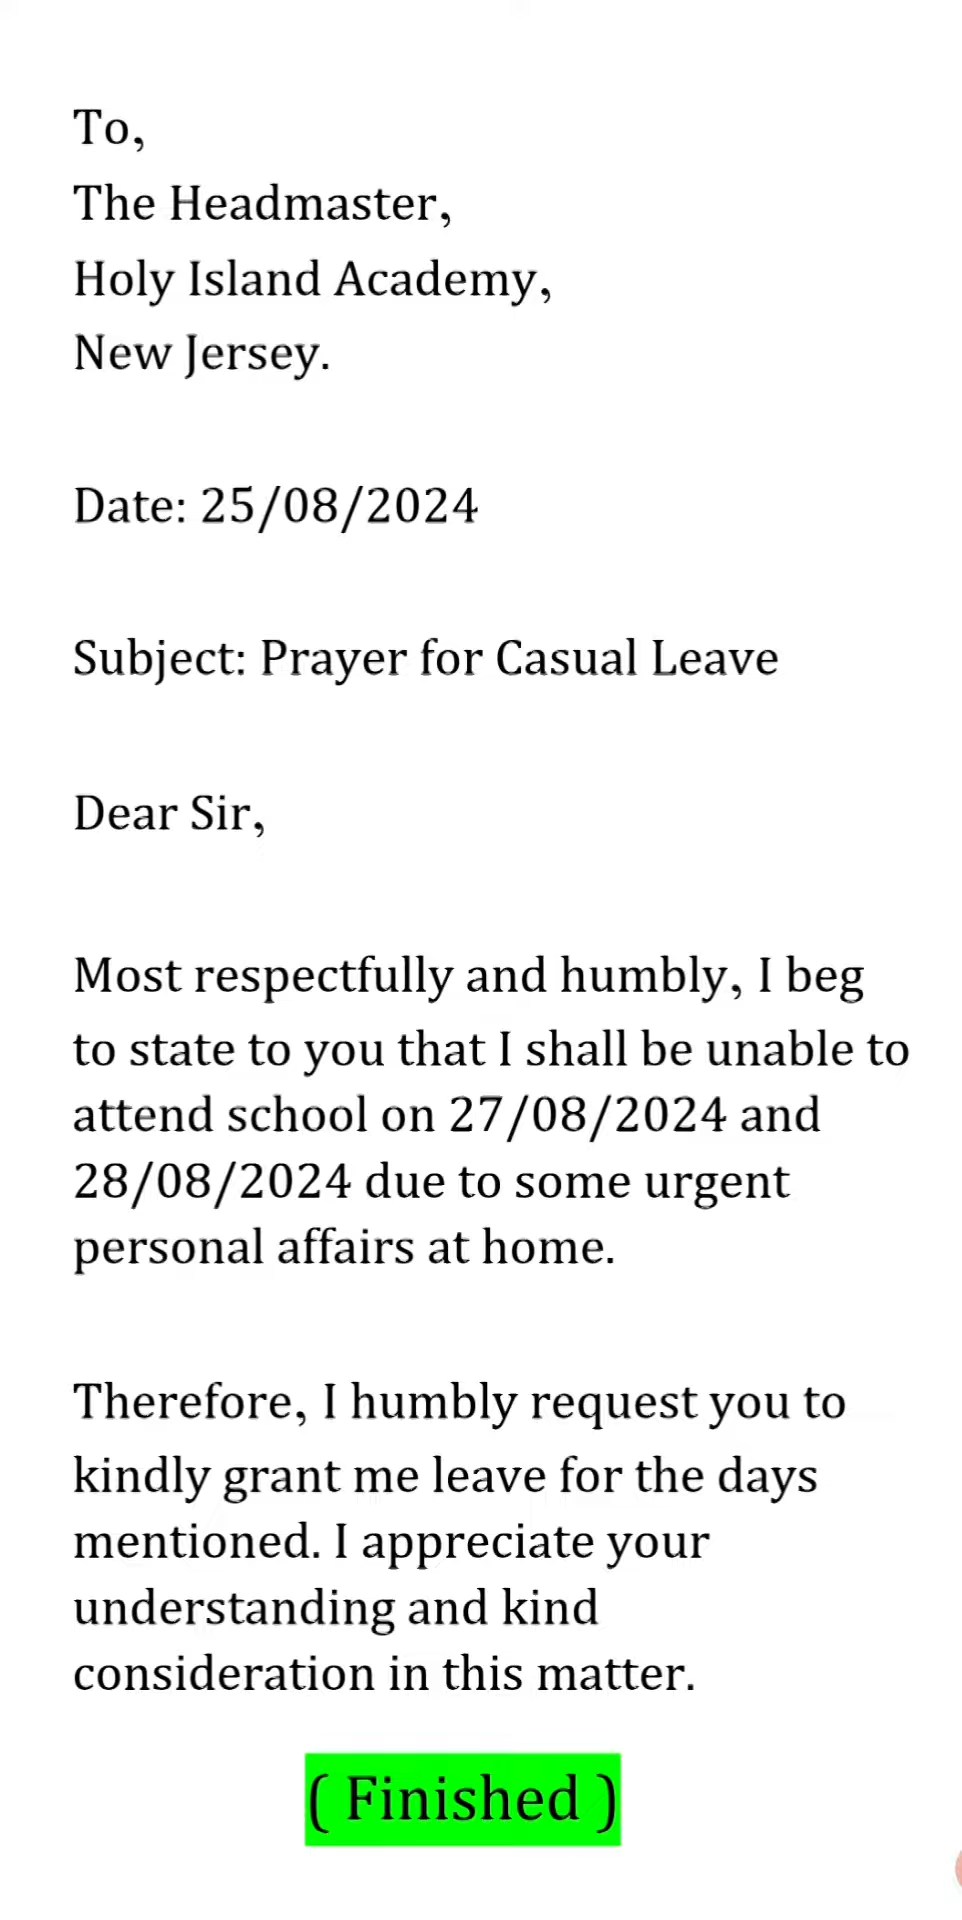 To,
The Headmaster,
Holy Island Academy,
New Jersey.
Date: 25/08/2024
Subject: Prayer for Casual Leave
Dear Sir,
Most respectfully and humbly, I beg
to state to you that I shall be unable to
attend school on 27/08/2024 and
28/08/2024 due to some urgent
personal affairs at home.
Therefore, I humbly request you to
kindly grant me leave for the days
mentioned. I appreciate your
understanding and kind
consideration in this matter.
( Finished )